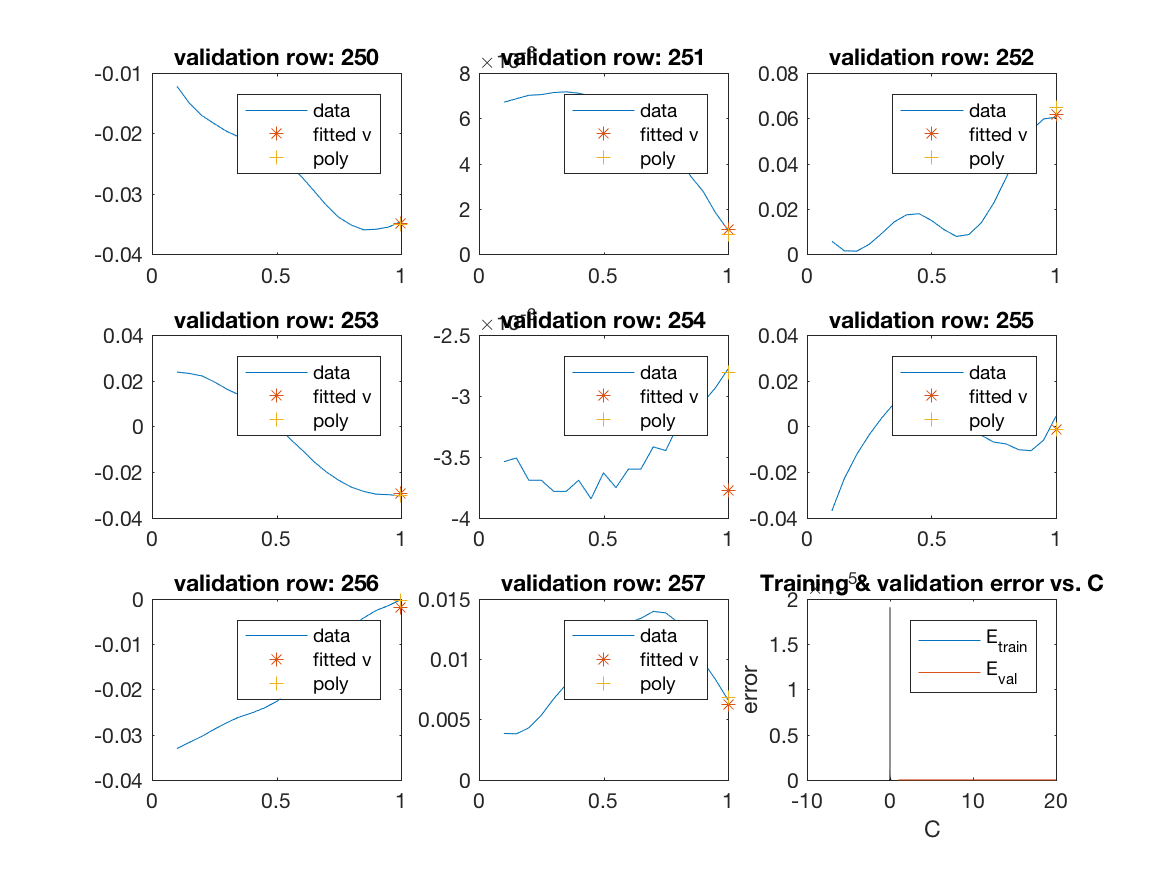 validation row: 250
-0.01
-0.02
-0.03
-0.04
0
0.5
1
data
fitted v
poly
validation row: 251
8
6
4
2
0
0
0.5
1
data
fitted v
poly
validation row: 252
0.08
0.06
0.04
0.02
0
0
0.5
1
data
fitted v
poly
validation row: 253
0.04
0.02
0
-0.02
-0.04
0
0.5
1
data
fitted v
poly
validation row: 254
-2.5
-3
-3.5
-4
0
0.5
1
data
fitted v
poly
validation row: 255
0.04
0.02
0
-0.02
-0.04
0
0.5
1
data
fitted v
poly
validation row: 256
0
-0.01
-0.02
-0.03
-0.04
0
0.5
1
data
fitted v
poly
validation row: 257
0.015
0.01
0.005
0
0
0.5
1
data
fitted v
poly
Training & validation error vs. C
2
1.5
1
0.5
0
-10
0
10
20
error
C
E_train
E_val